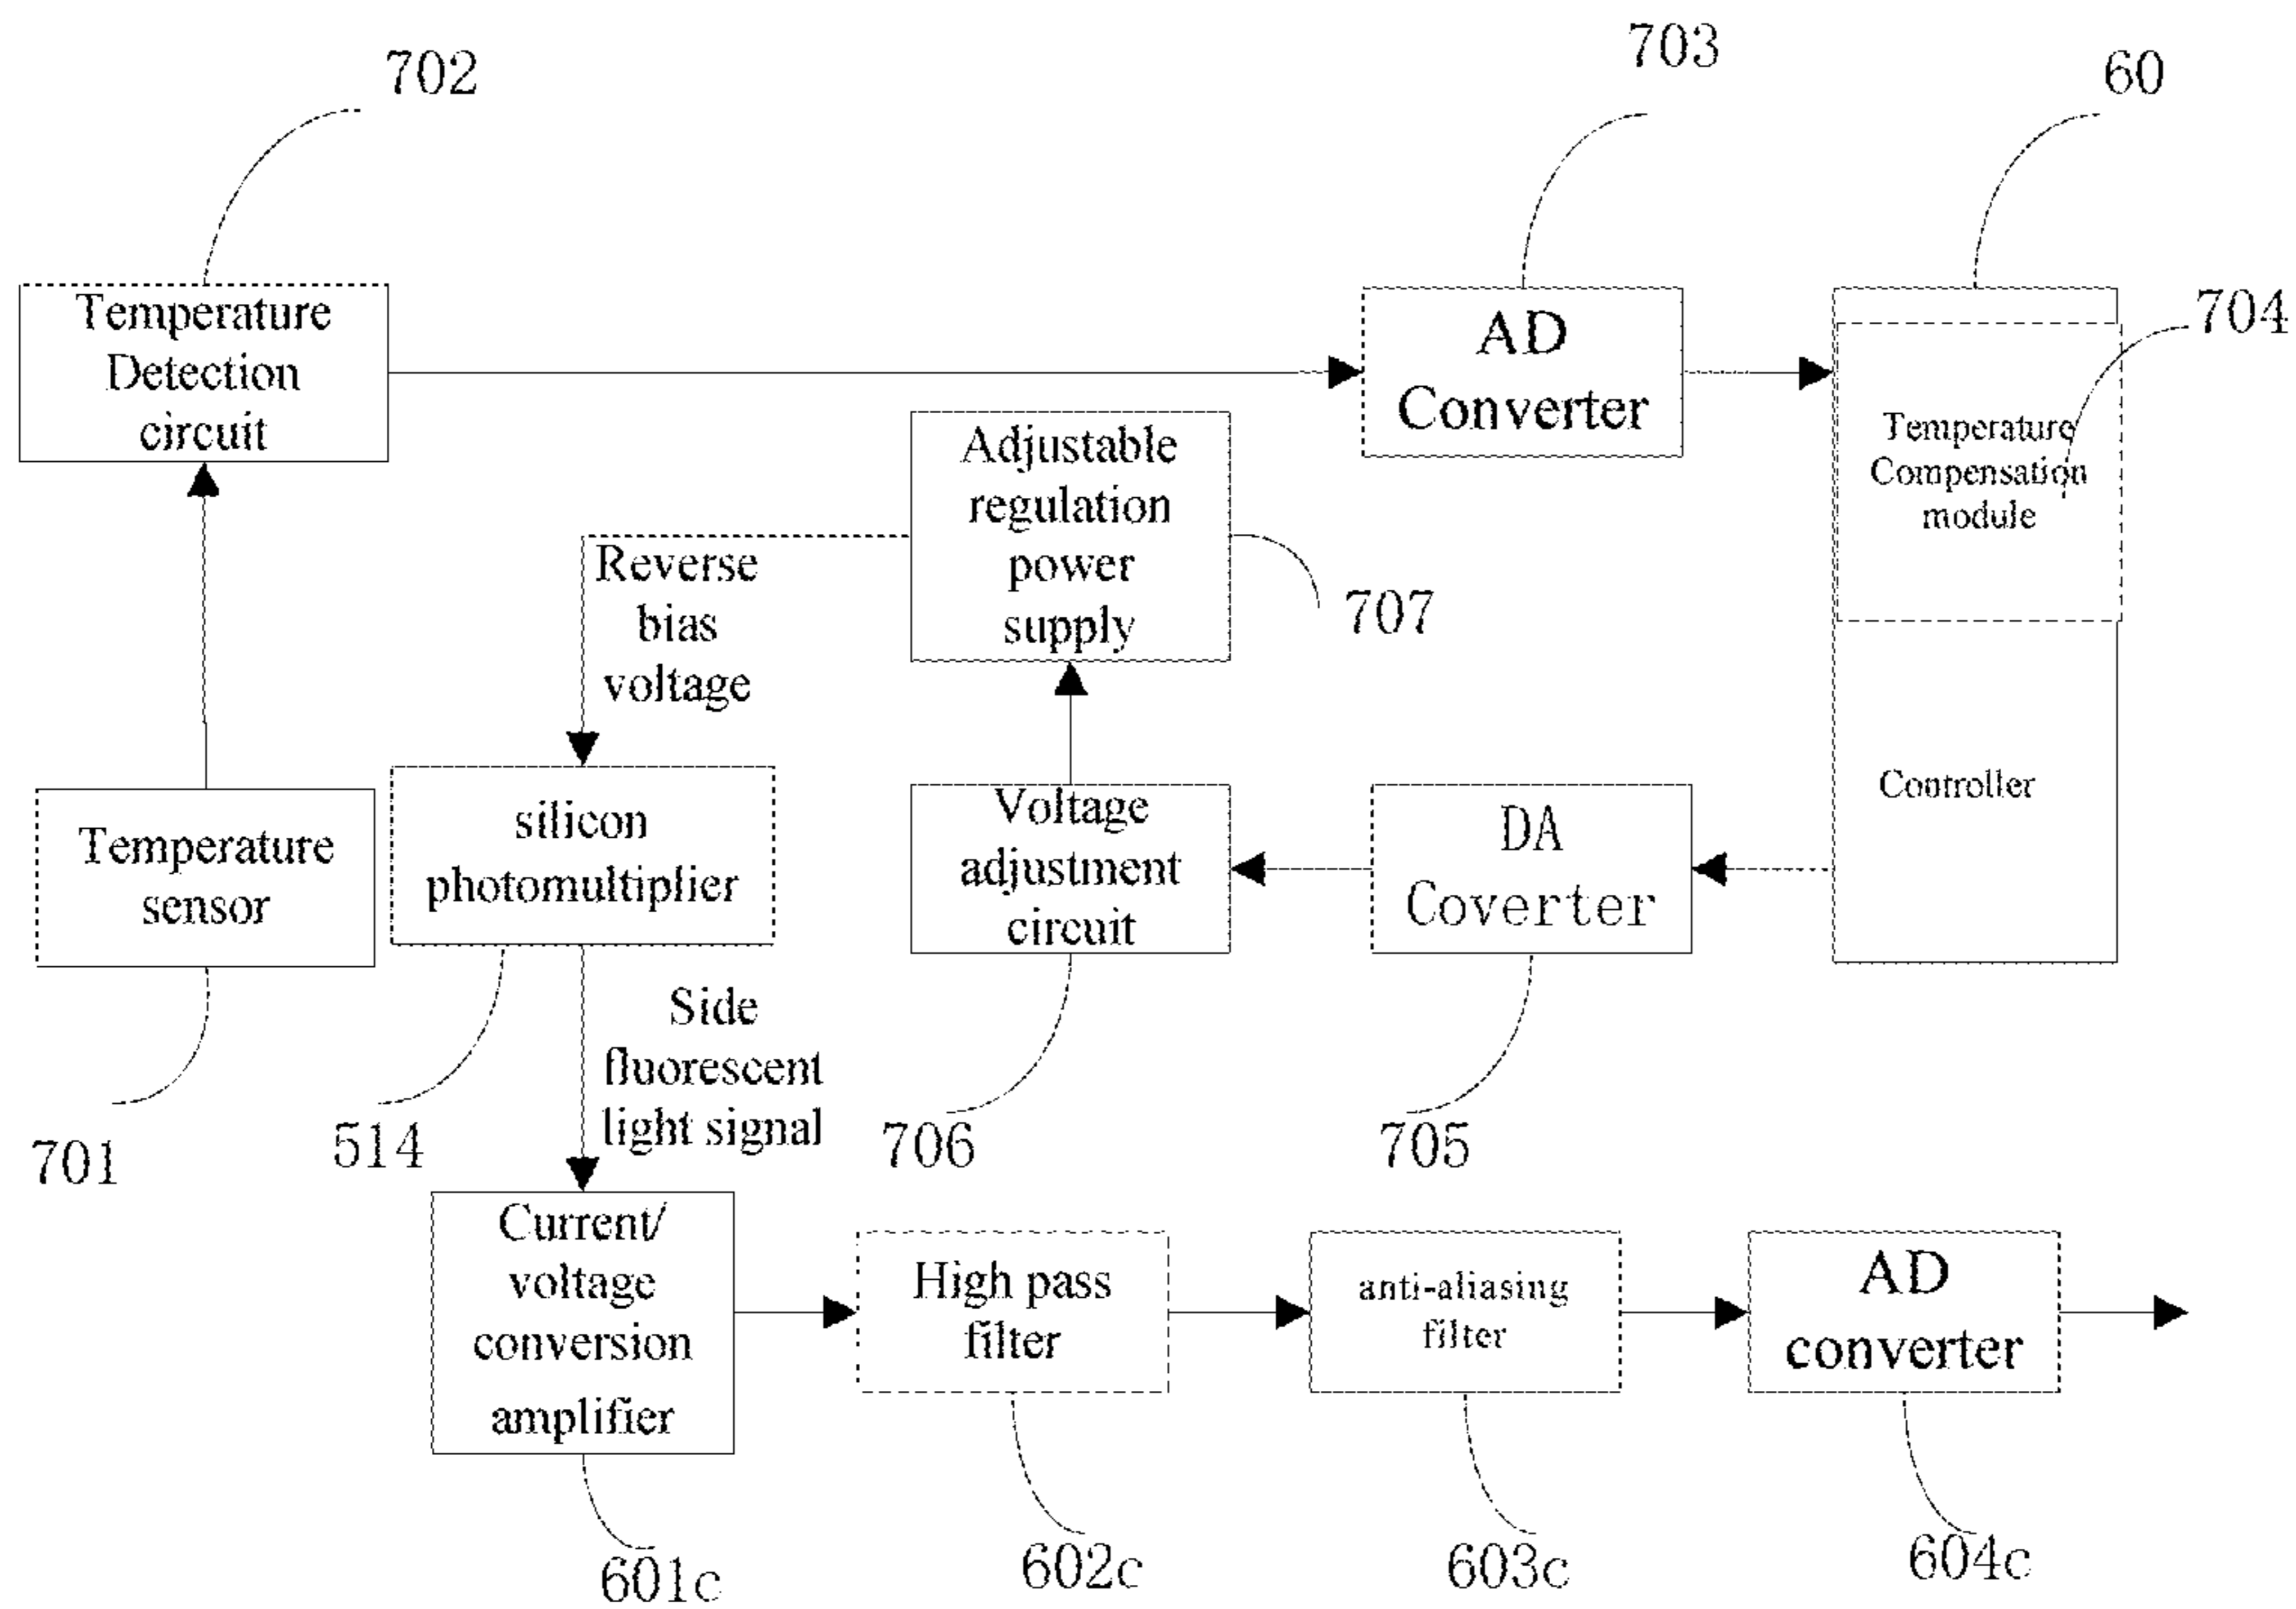 702
703
60
Temperature
Detection
circuit
AD
Converter
704
Temperature
Compensation
module
Adjustable
regulation
power
supply
707
Reverse
bias
voltage
Temperature
sensor
silicon
photomultiplier
Voltage
adjustment
circuit
DA
Coverter
Controller
701
514
Side
fluorescent
light signal
706
705
Current/
voltage
conversion
amplifier
High pass
filter
anti-aliasing
filter
AD
converter
601c
602c
603c
604c